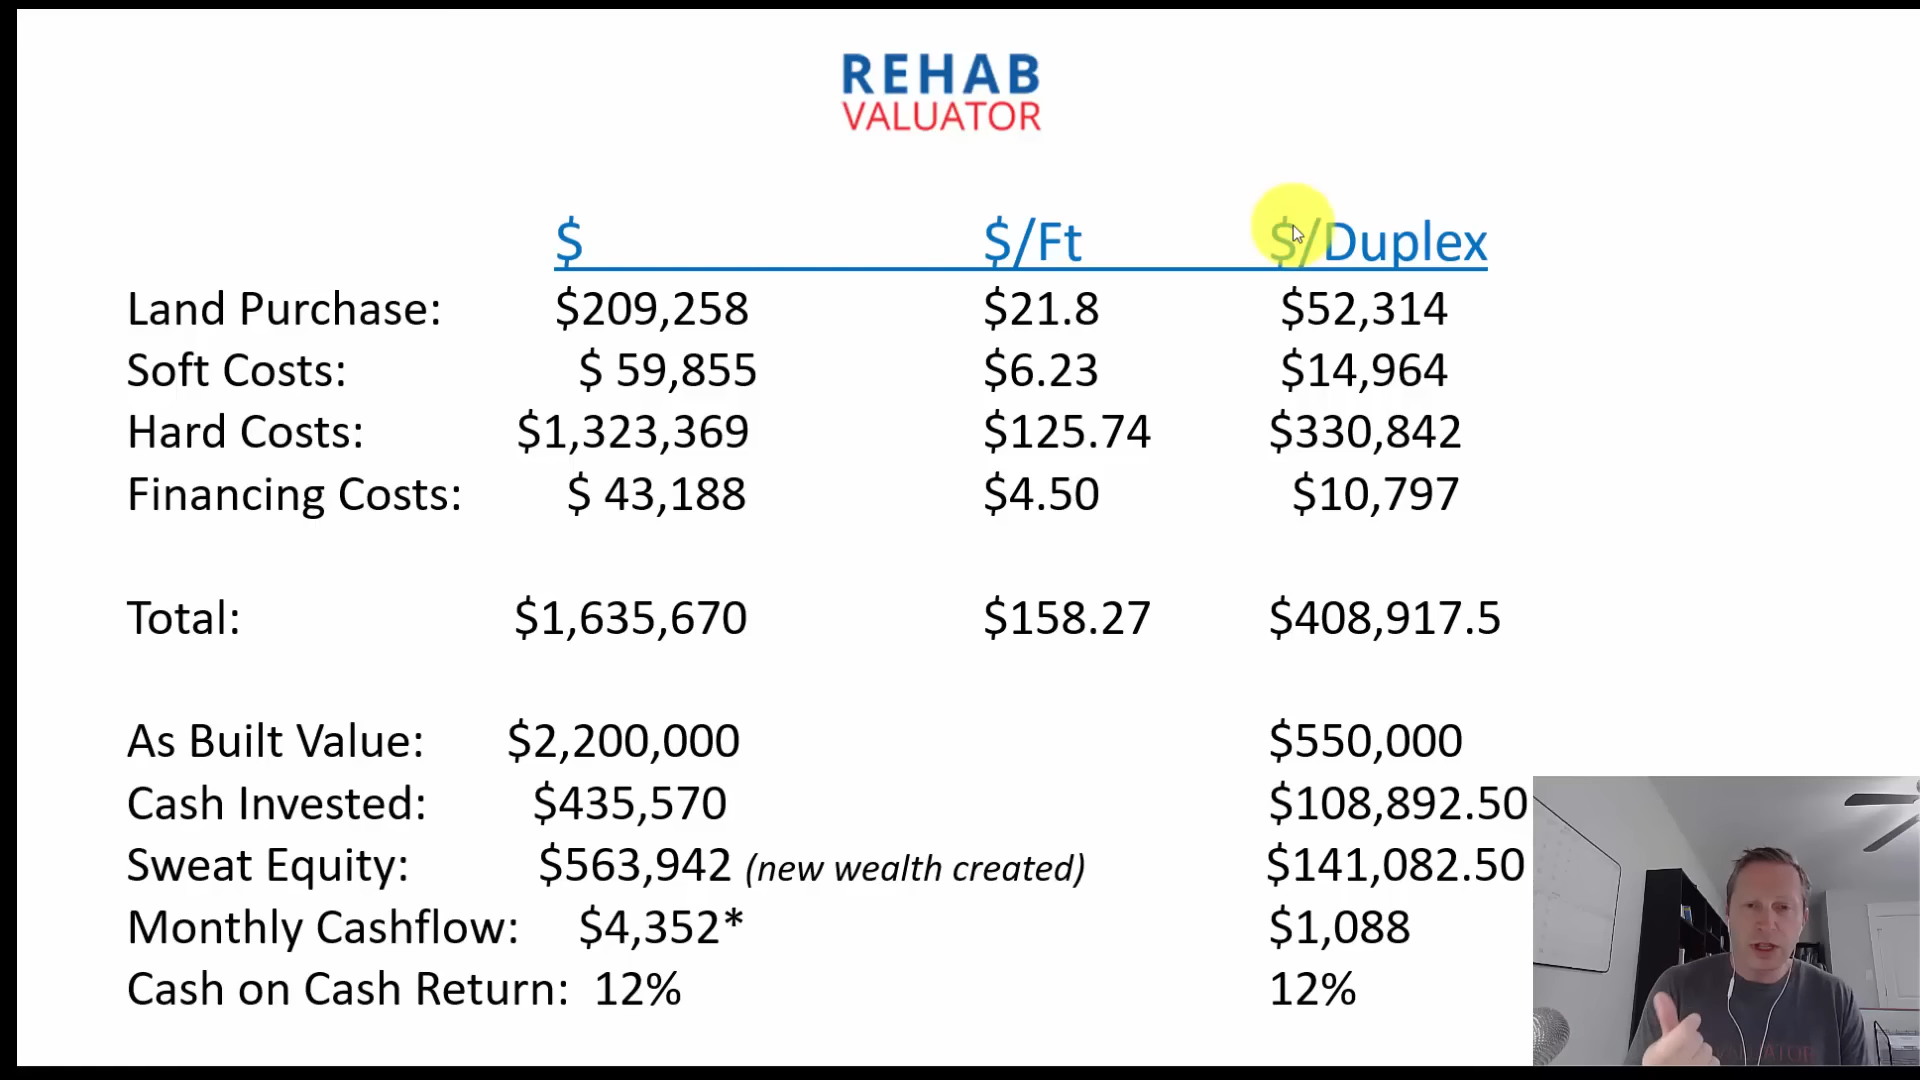 REHAB
VALUATOR
$ $/Ft $/Duplex
Land Purchase: $209,258 $21.8 $52,314
Soft Costs: $ 59,855 $6.23 $14,964
Hard Costs: $1,323,369 $125.74 $330,842
Financing Costs: $ 43,188 $4.50 $10,797
Total: $1,635,670 $158.27 $408,917.5
As Built Value: $2,200,000 $550,000
Cash Invested: $435,570 $108,892.50
Sweat Equity: $563,942 (new wealth created) $141,082.50
Monthly Cashflow: $4,352* $1,088
Cash on Cash Return: 12% 12%